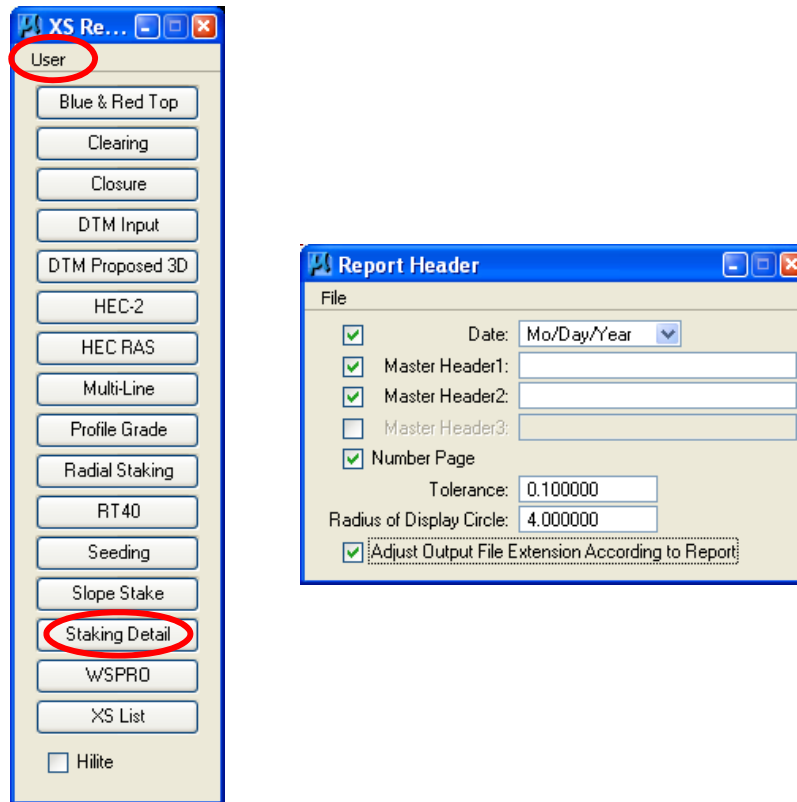 XS Re...
User
Blue & Red Top
Clearing
Closure
DTM Input
DTM Proposed 3D
HEC-2
HEC RAS
Multi-Line
Profile Grade
Radial Staking
RT40
Seeding
Slope Stake
Staking Detail
WSPRO
XS List
Hilite
Report Header
File
Date: Mo/Day/Year
Master Header1:
Master Header2:
Master Header3:
Number Page
Tolerance: 0.100000
Radius of Display Circle: 4.000000
Adjust Output File Extension According to Report